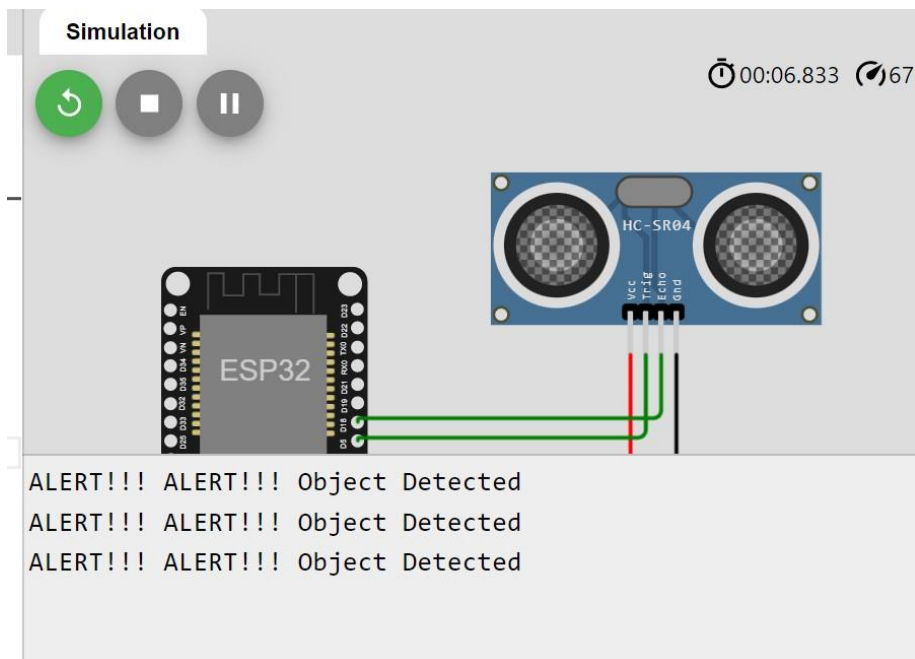 Simulation
00:06.833 67
HC-SR04
Vcc
Trig
Echo
Gnd
EN
VP
VN
D34
D35
D32
D33
D25
ESP32
D23
D22
TX0
RX0
D21
D19
D18
D5
ALERT!!! ALERT!!! Object Detected
ALERT!!! ALERT!!! Object Detected
ALERT!!! ALERT!!! Object Detected